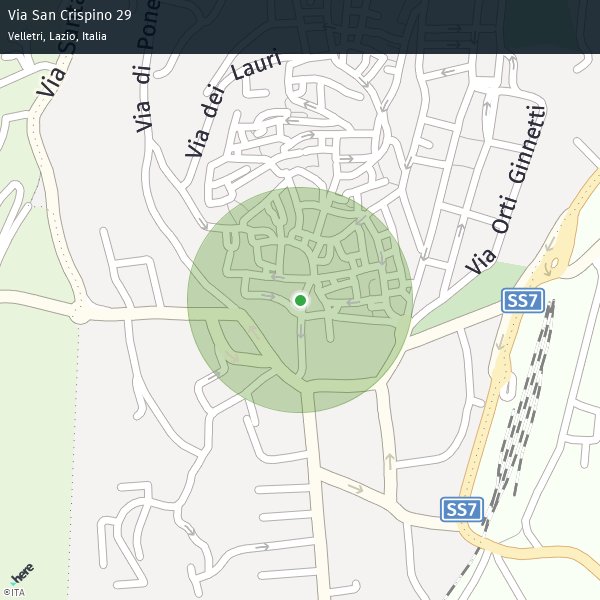 Via San Crispino 29
Velletri, Lazio, Italia
Via di Pone
Via dei Lauri
Via Orti Ginnetti
SS7
SS7
here
©ITA